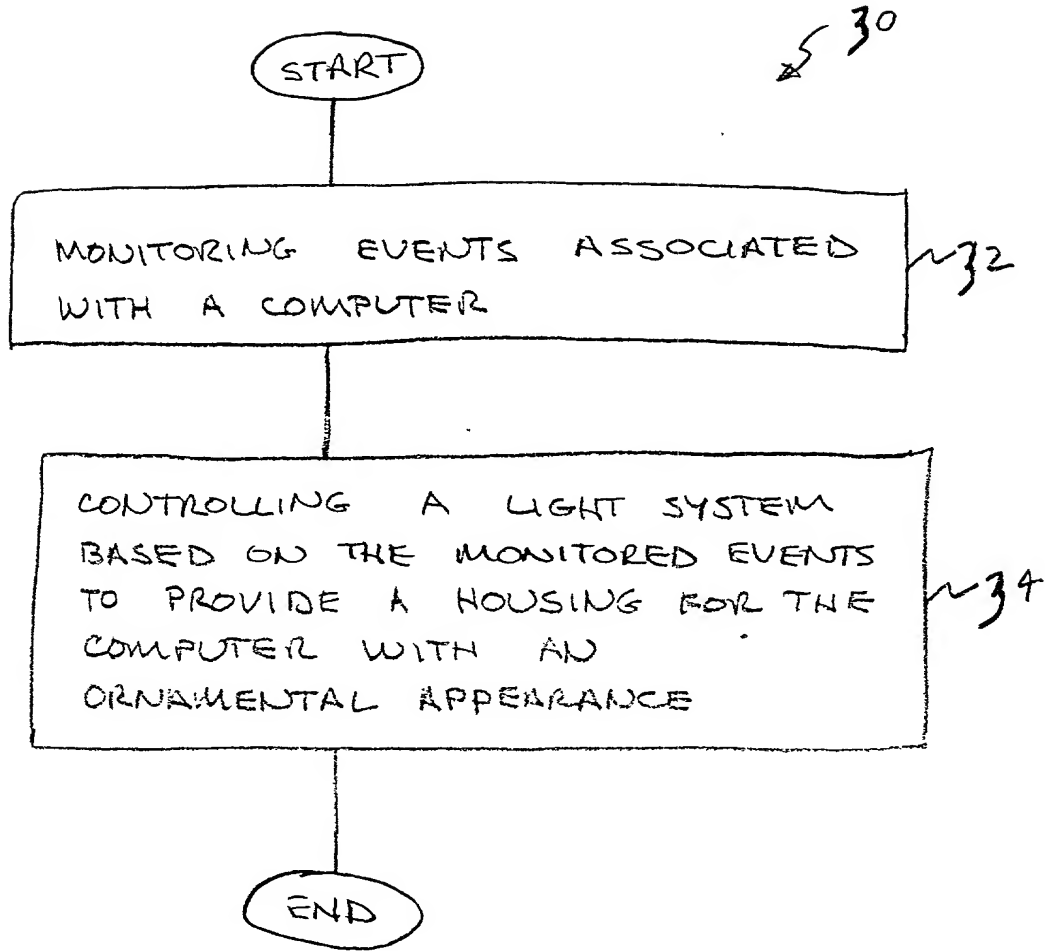 30
START
MONITORING EVENTS ASSOCIATED
WITH A COMPUTER
32
CONTROLLING A LIGHT SYSTEM
BASED ON THE MONITORED EVENTS
TO PROVIDE A HOUSING FOR THE
COMPUTER WITH AN
ORNAMENTAL APPEARANCE
34
END